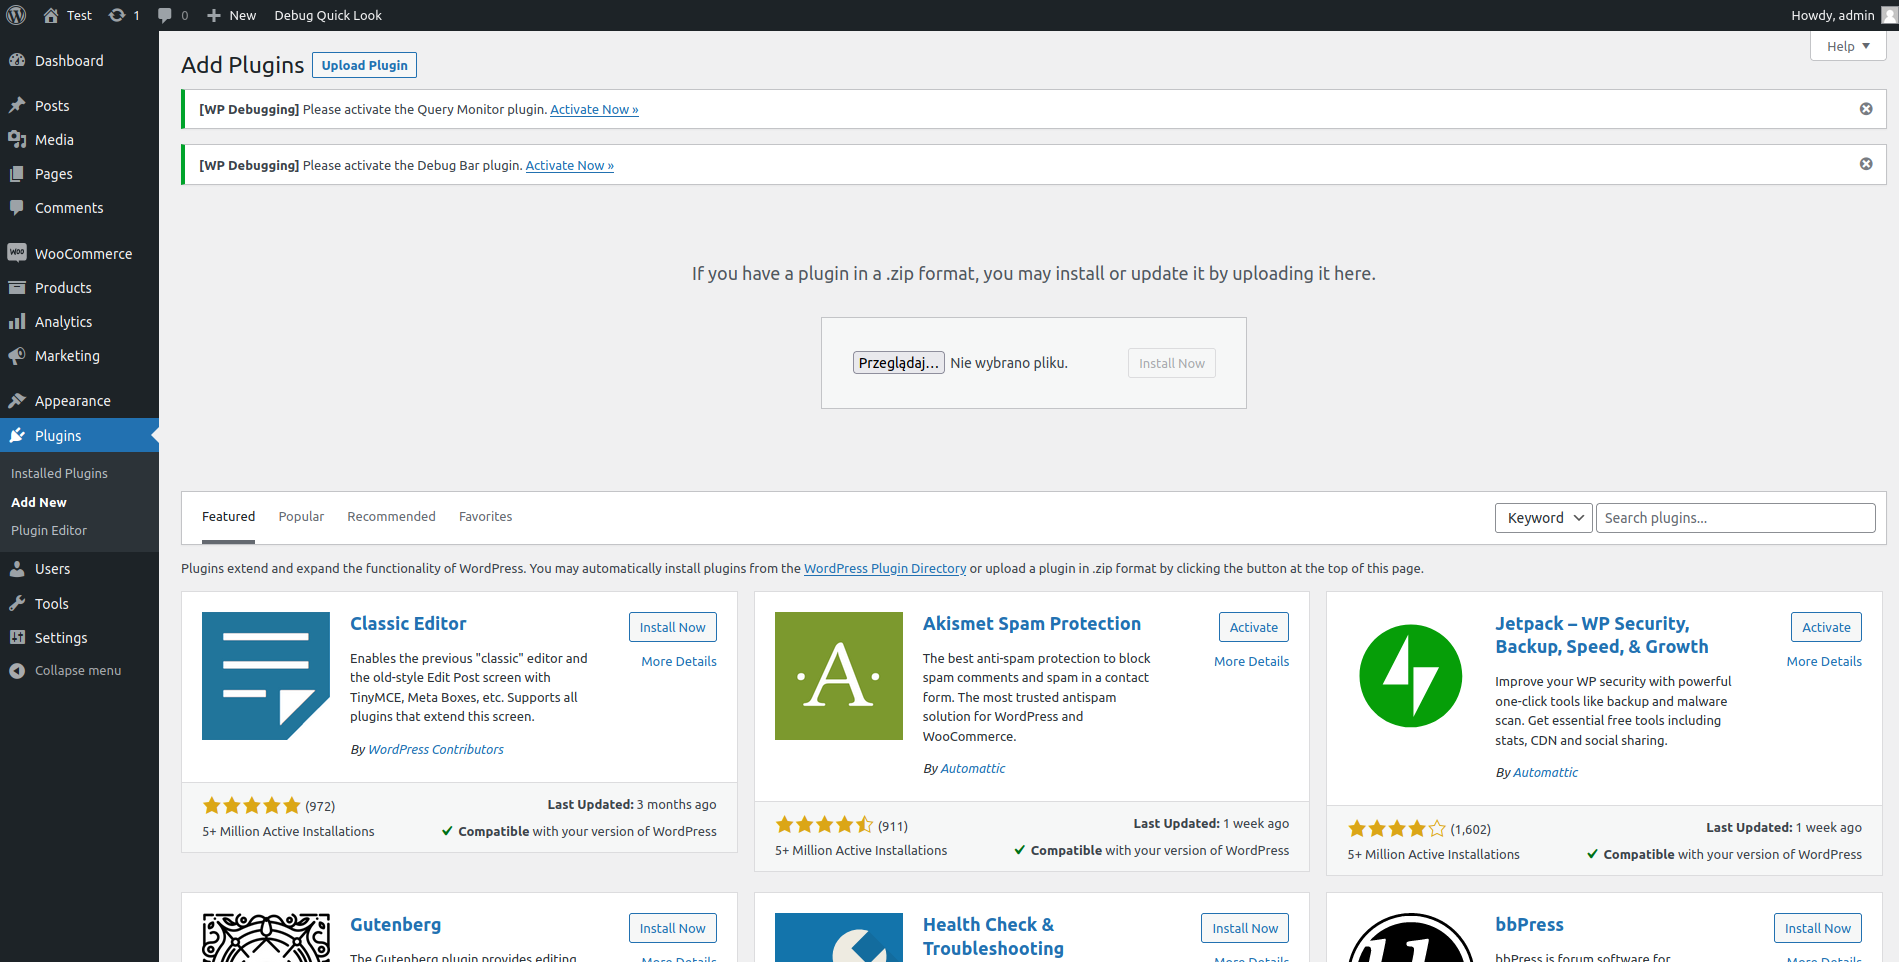 Test 1 0 New Debug Quick Look Howdy, admin
Help
Dashboard
Posts
Media
Pages
Comments
WooCommerce
Products
Analytics
Marketing
Appearance
Plugins
Installed Plugins
Add New
Plugin Editor
Users
Tools
Settings
Collapse menu
Add Plugins Upload Plugin
[WP Debugging] Please activate the Query Monitor plugin. Activate Now »
[WP Debugging] Please activate the Debug Bar plugin. Activate Now »
If you have a plugin in a .zip format, you may install or update it by uploading it here.
Przeglądaj... Nie wybrano pliku. Install Now
Featured Popular Recommended Favorites Keyword Search plugins...
Plugins extend and expand the functionality of WordPress. You may automatically install plugins from the WordPress Plugin Directory or upload a plugin in .zip format by clicking the button at the top of this page.
Classic Editor
Install Now
More Details
Enables the previous "classic" editor and
the old-style Edit Post screen with
TinyMCE, Meta Boxes, etc. Supports all
plugins that extend this screen.
By WordPress Contributors
(972) Last Updated: 3 months ago
5+ Million Active Installations Compatible with your version of WordPress
A
Akismet Spam Protection
Activate
More Details
The best anti-spam protection to block
spam comments and spam in a contact
form. The most trusted antispam
solution for WordPress and
WooCommerce.
By Automattic
(911) Last Updated: 1 week ago
5+ Million Active Installations Compatible with your version of WordPress
Jetpack – WP Security,
Backup, Speed, & Growth
Activate
More Details
Improve your WP security with powerful
one-click tools like backup and malware
scan. Get essential free tools including
stats, CDN and social sharing.
By Automattic
(1,602) Last Updated: 1 week ago
5+ Million Active Installations Compatible with your version of WordPress
Gutenberg
Install Now
More Details
The Gutenberg plugin provides editing,
Health Check &
Troubleshooting
Install Now
More Details
bbPress
Install Now
More Details
bbPress is forum software for